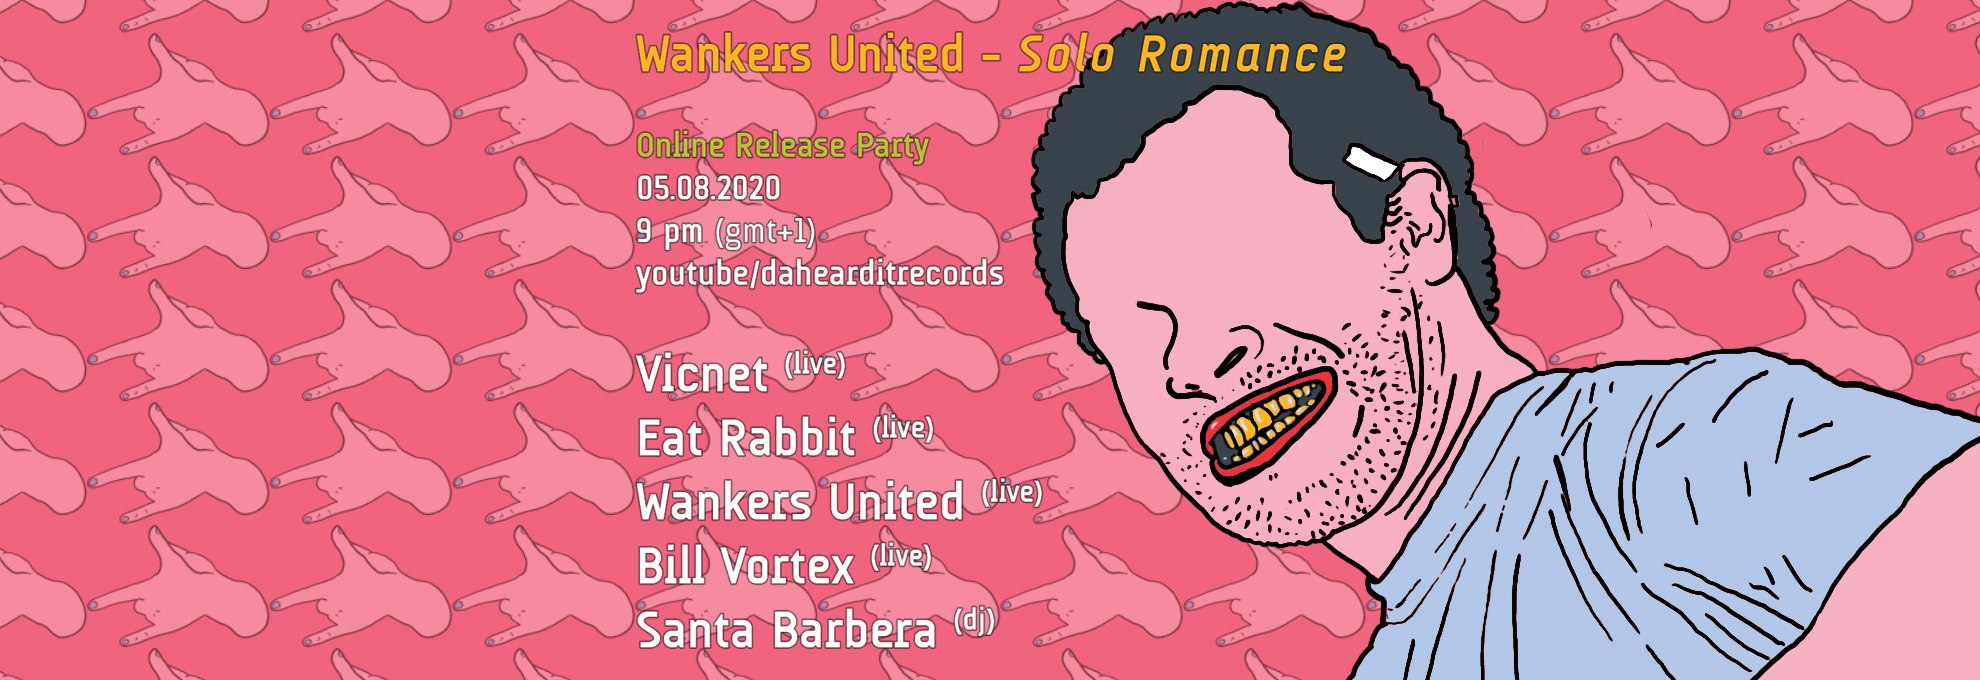 Wankers United - Solo Romance
Online Release Party
05.08.2020
9 pm (gmt+1)
youtube/dahearditrecords
Vicnet (live)
Eat Rabbit (live)
Wankers United (live)
Bill Vortex (live)
Santa Barbera (dj)